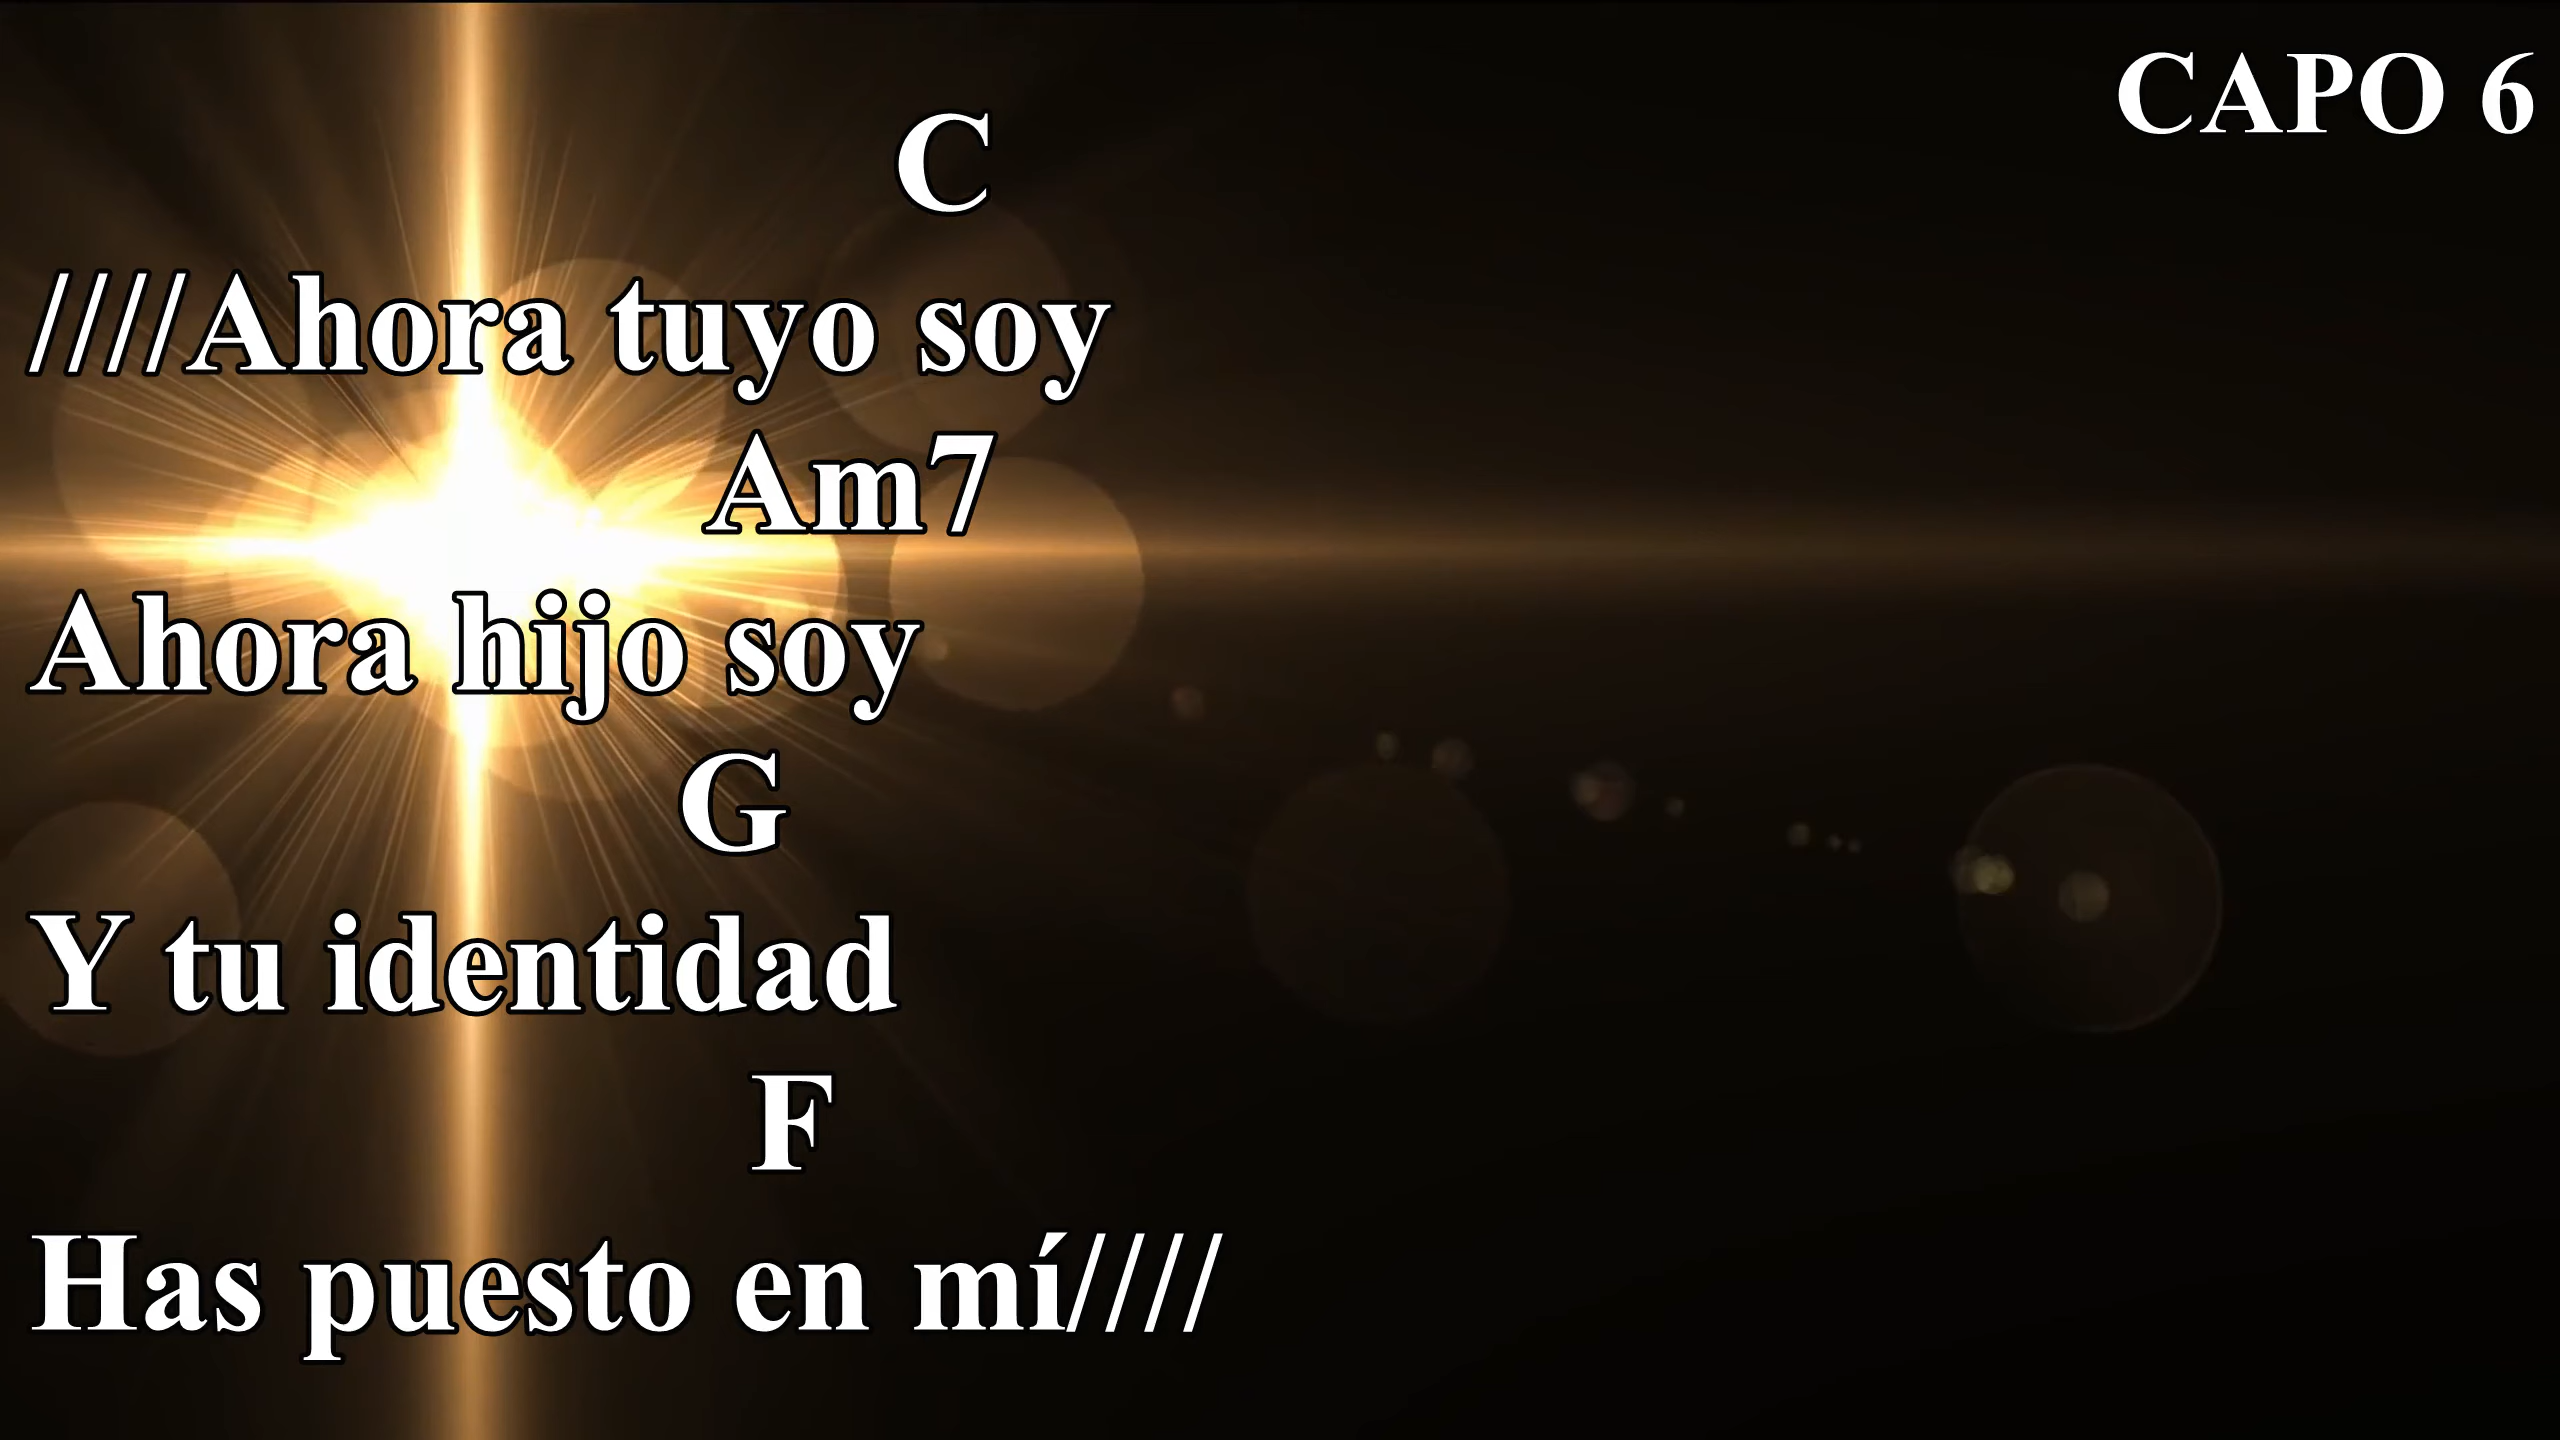 CAPO 6
C
////Ahora tuyo soy
Am7
Ahora hijo soy
G
Y tu identidad
F
Has puesto en mí////